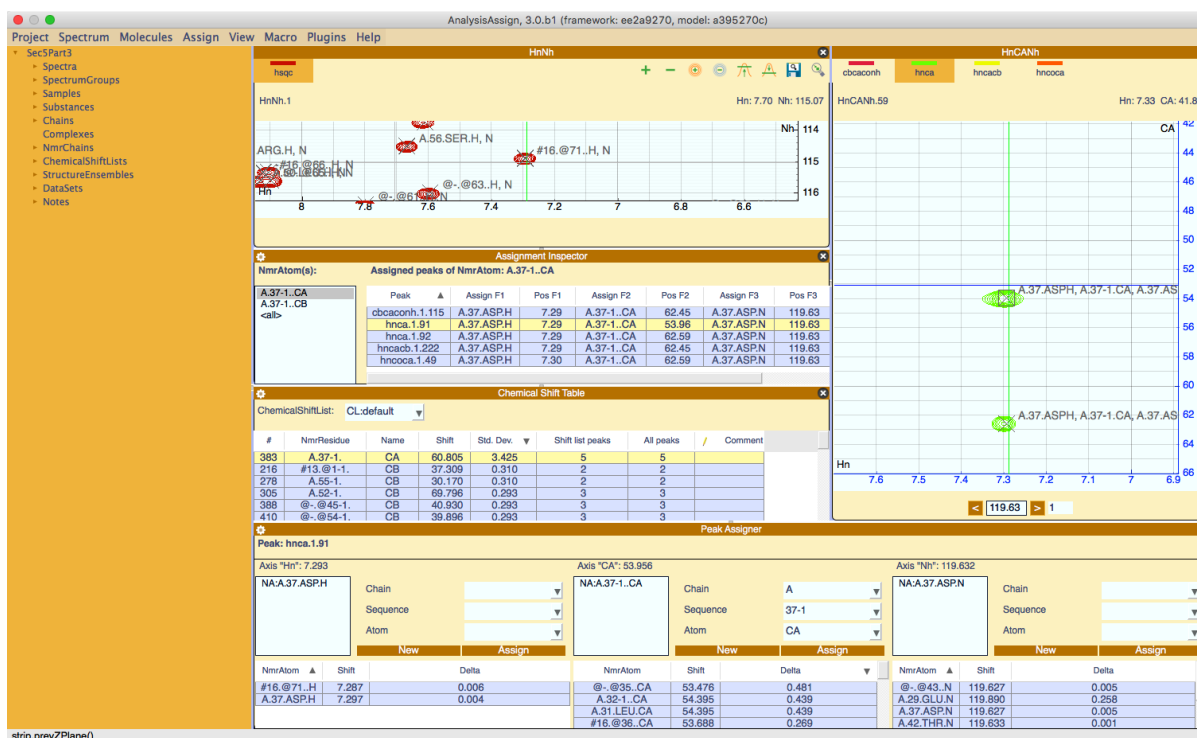 AnalysisAssign, 3.0.b1 (framework: ee2a9270, model: a395270c)
Project Spectrum Molecules Assign View Macro Plugins Help
Sec5Part3
Spectra
SpectrumGroups
Samples
Substances
Chains
Complexes
NmrChains
ChemicalShiftLists
StructureEnsembles
DataSets
Notes
HnNh
hsqc
HnNh.1
Hn: 7.70 Nh: 115.07
Nh 114
A.56.SER.H, N
ARG.H, N
#16.@71..H, N
115
#16.@66..H, N
@-.@63..H, N
Hn
116
8 7.8 7.6 7.4 7.2 7 6.8 6.6
HnCANh
cbcaconh hnca hncacb hncoca
HnCANh.59
Hn: 7.33 CA: 41.8
CA 42
44
46
48
50
52
A.37.ASPH, A.37-1..CA, A.37.AS
54
56
58
60
A.37.ASPH, A.37-1..CA, A.37.AS
62
64
Hn
66
7.6 7.5 7.4 7.3 7.2 7.1 7 6.9
< 119.63 > 1
Assignment Inspector
NmrAtom(s): Assigned peaks of NmrAtom: A.37-1..CA
A.37-1..CA
A.37-1..CB
<all>
Peak Assign F1 Pos F1 Assign F2 Pos F2 Assign F3 Pos F3
cbcaconh.1.115 A.37.ASP.H 7.29 A.37-1..CA 62.45 A.37.ASP.N 119.63
hnca.1.91 A.37.ASP.H 7.29 A.37-1..CA 53.96 A.37.ASP.N 119.63
hnca.1.92 A.37.ASP.H 7.29 A.37-1..CA 62.59 A.37.ASP.N 119.63
hncacb.1.222 A.37.ASP.H 7.29 A.37-1..CA 62.45 A.37.ASP.N 119.63
hncoca.1.49 A.37.ASP.H 7.30 A.37-1..CA 62.59 A.37.ASP.N 119.63
Chemical Shift Table
ChemicalShiftList: CL:default
# NmrResidue Name Shift Std. Dev. Shift list peaks All peaks / Comment
383 A.37-1. CA 60.805 3.425 5 5
216 #13.@1-1. CB 37.309 0.310 2 2
278 A.55-1. CB 30.170 0.310 2 2
305 A.52-1. CB 69.796 0.293 3 3
388 @-.@45-1. CB 40.930 0.293 3 3
410 @-.@54-1. CB 39.896 0.293 3 3
Peak Assigner
Peak: hnca.1.91
Axis "Hn": 7.293 Axis "CA": 53.956 Axis "Nh": 119.632
NA:A.37.ASP.H Chain NA:A.37-1..CA Chain A NA:A.37.ASP.N Chain
Sequence Sequence 37-1 Sequence
Atom Atom CA Atom
New Assign New Assign New Assign
NmrAtom Shift Delta NmrAtom Shift Delta NmrAtom Shift Delta
#16.@71..H 7.287 0.006 @-.@35..CA 53.476 0.481 @-.@43..N 119.627 0.005
A.37.ASP.H 7.297 0.004 A.32-1..CA 54.395 0.439 A.29.GLU.N 119.890 0.258
A.31.LEU.CA 54.395 0.439 A.37.ASP.N 119.627 0.005
#16.@36..CA 53.688 0.269 A.42.THR.N 119.633 0.001
strip.prevZPlane()